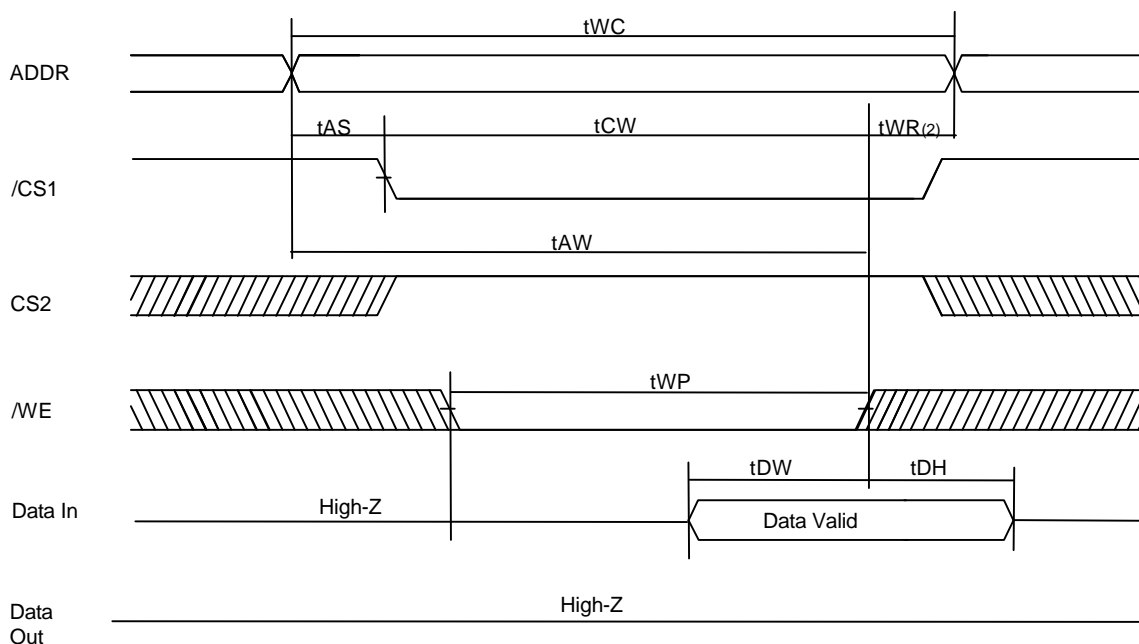 tWC
ADDR
tAS
tCW
tWR(2)
/CS1
tAW
CS2
tWP
/WE
tDW
tDH
Data In
High-Z
Data Valid
High-Z
Data
Out